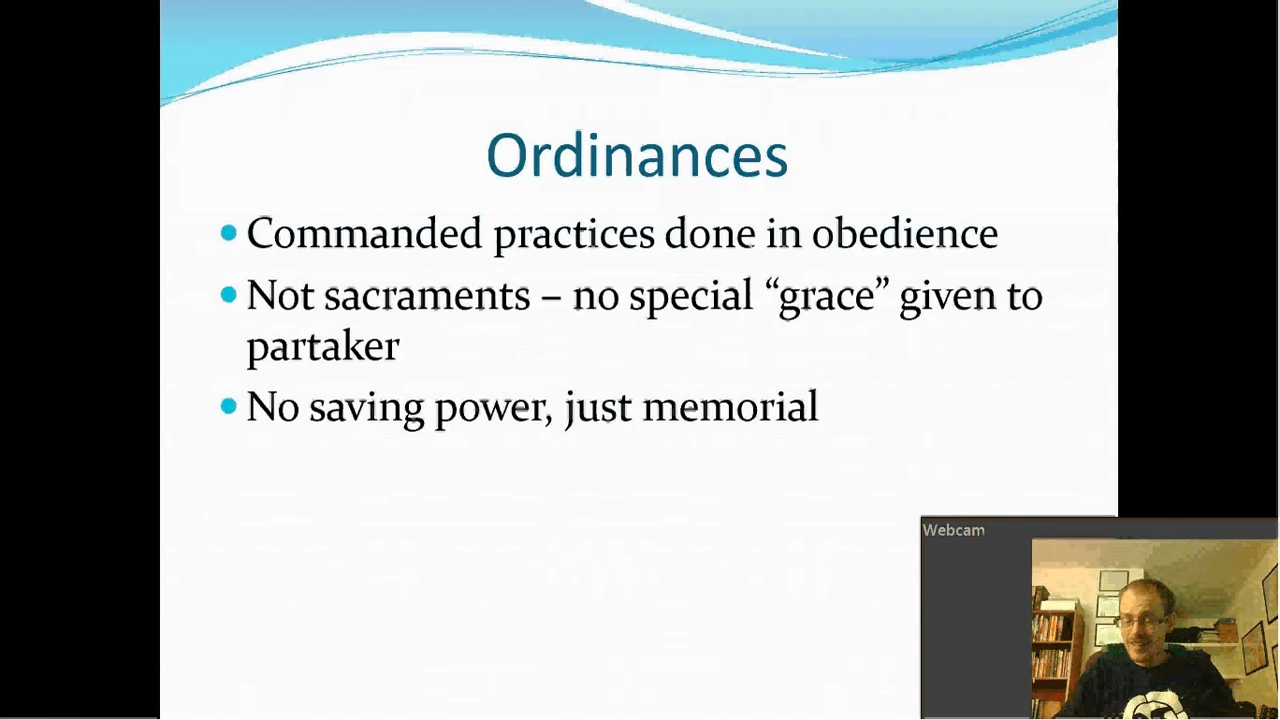 Ordinances
• Commanded practices done in obedience
• Not sacraments – no special “grace” given to
partaker
• No saving power, just memorial
Webcam